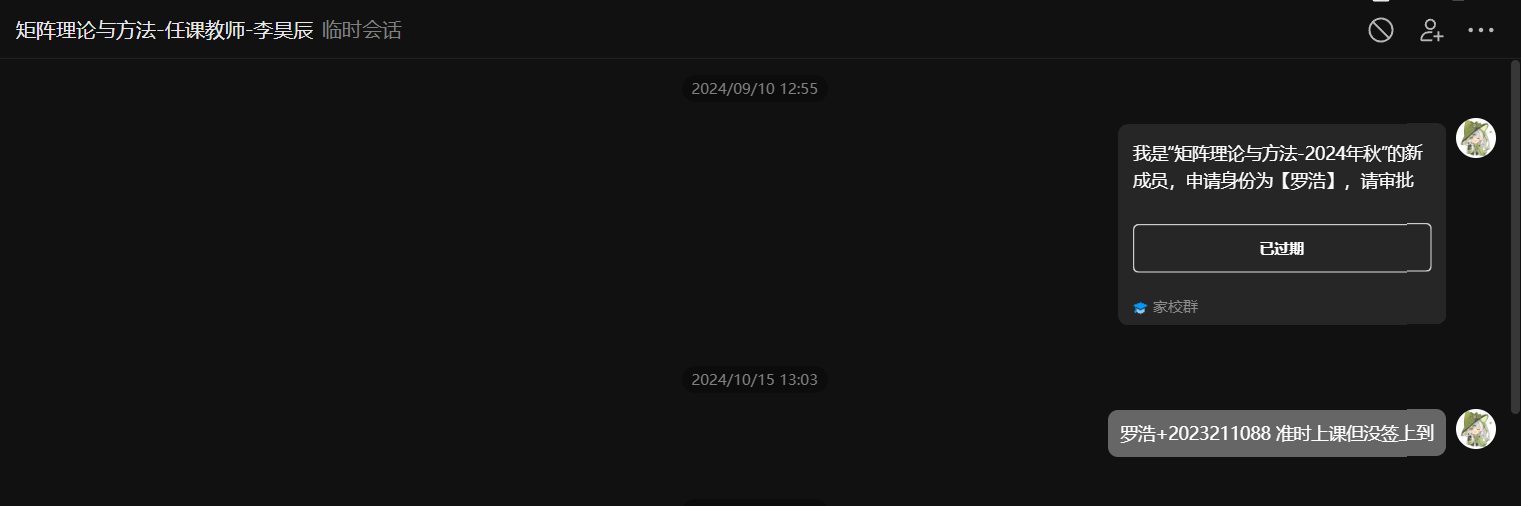 矩阵理论与方法-任课教师-李昊辰 临时会话
2024/09/10 12:55
我是“矩阵理论与方法-2024年秋”的新
成员，申请身份为【罗浩】，请审批
已过期
家校群
2024/10/15 13:03
罗浩+2023211088 准时上课但没签上到